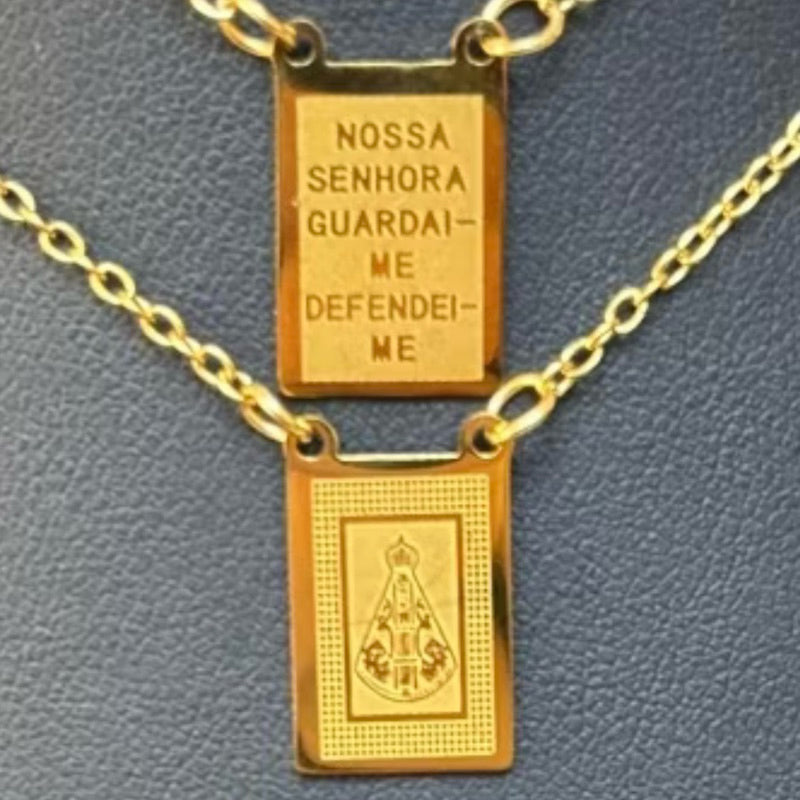 NOSSA
SENHORA
GUARDAI-
ME
DEFENDEI-
ME